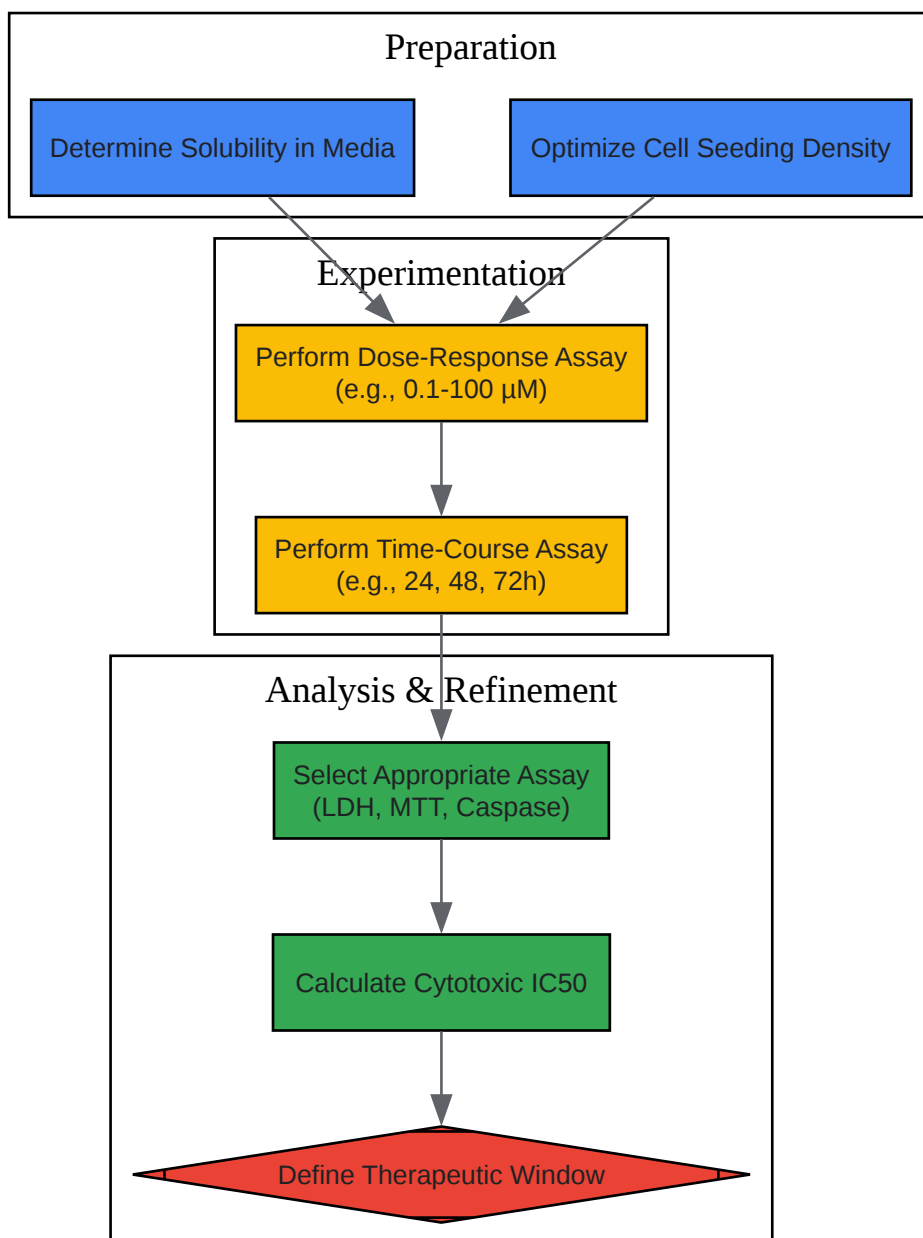 Preparation
Determine Solubility in Media
Optimize Cell Seeding Density
Experimentation
Perform Dose-Response Assay
(e.g., 0.1-100 µM)
Perform Time-Course Assay
(e.g., 24, 48, 72h)
Analysis & Refinement
Select Appropriate Assay
(LDH, MTT, Caspase)
Calculate Cytotoxic IC50
Define Therapeutic Window